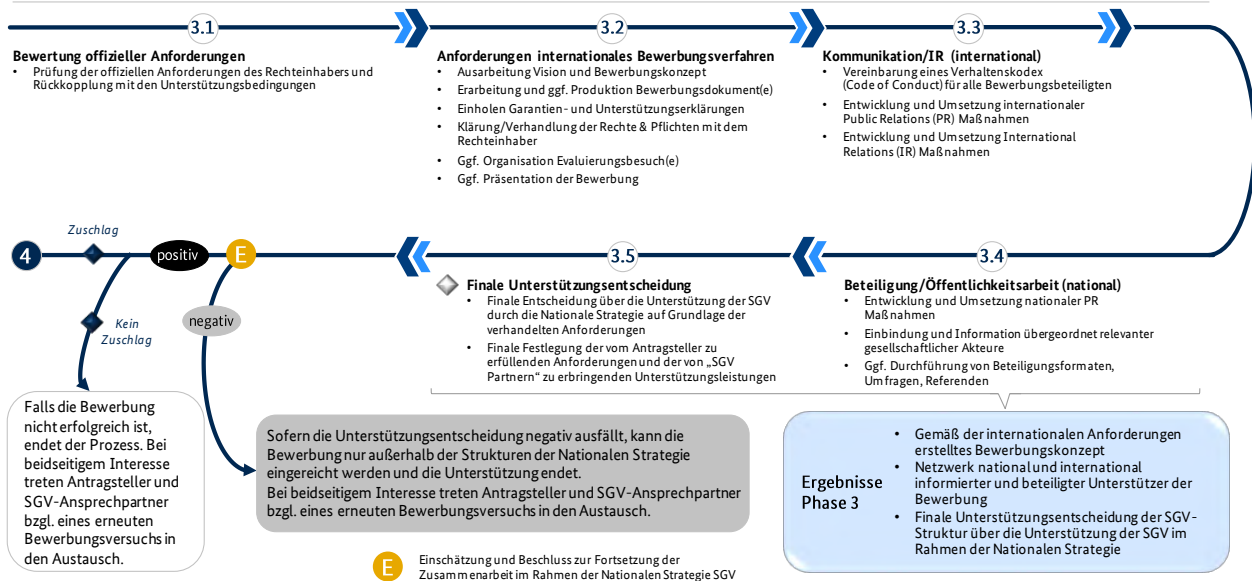 3.1
Bewertung offizieller Anforderungen
• Prüfung der offiziellen Anforderungen des Rechteinhabers und
Rückkopplung mit den Unterstützungsbedingungen
3.2
Anforderungen internationales Bewerbungsverfahren
• Ausarbeitung Vision und Bewerbungskonzept
• Erarbeitung und ggf. Produktion Bewerbungsdokument(e)
• Einholen Garantien- und Unterstützungserklärungen
• Klärung/Verhandlung der Rechte & Pflichten mit dem
Rechteinhaber
• Ggf. Organisation Evaluierungsbesuch(e)
• Ggf. Präsentation der Bewerbung
3.3
Kommunikation/IR (international)
• Vereinbarung eines Verhaltenskodex
(Code of Conduct) für alle Bewerbungsbeteiligten
• Entwicklung und Umsetzung internationaler
Public Relations (PR) Maßnahmen
• Entwicklung und Umsetzung International
Relations (IR) Maßnahmen
3.4
Beteiligung/Öffentlichkeitsarbeit (national)
• Entwicklung und Umsetzung nationaler PR
Maßnahmen
• Einbindung und Information übergeordnet relevanter
gesellschaftlicher Akteure
• Ggf. Durchführung von Beteiligungsformaten,
Umfragen, Referenden
3.5
Finale Unterstützungsentscheidung
• Finale Entscheidung über die Unterstützung der SGV
durch die Nationale Strategie auf Grundlage der
verhandelten Anforderungen
• Finale Festlegung der vom Antragsteller zu
erfüllenden Anforderungen und der von „SGV
Partnern“ zu erbringenden Unterstützungsleistungen
E
positiv
negativ
Zuschlag
4
Kein
Zuschlag
Falls die Bewerbung
nicht erfolgreich ist,
endet der Prozess. Bei
beidseitigem Interesse
treten Antragsteller und
SGV-Ansprechpartner
bzgl. eines erneuten
Bewerbungsversuchs in
den Austausch.
Sofern die Unterstützungsentscheidung negativ ausfällt, kann die
Bewerbung nur außerhalb der Strukturen der Nationalen Strategie
eingereicht werden und die Unterstützung endet.
Bei beidseitigem Interesse treten Antragsteller und SGV-Ansprechpartner
bzgl. eines erneuten Bewerbungsversuchs in den Austausch.
Ergebnisse
Phase 3
• Gemäß der internationalen Anforderungen
erstelltes Bewerbungskonzept
• Netzwerk national und international
informierter und beteiligter Unterstützer der
Bewerbung
• Finale Unterstützungsentscheidung der SGV-
Struktur über die Unterstützung der SGV im
Rahmen der Nationalen Strategie
E
Einschätzung und Beschluss zur Fortsetzung der
Zusammenarbeit im Rahmen der Nationalen Strategie SGV